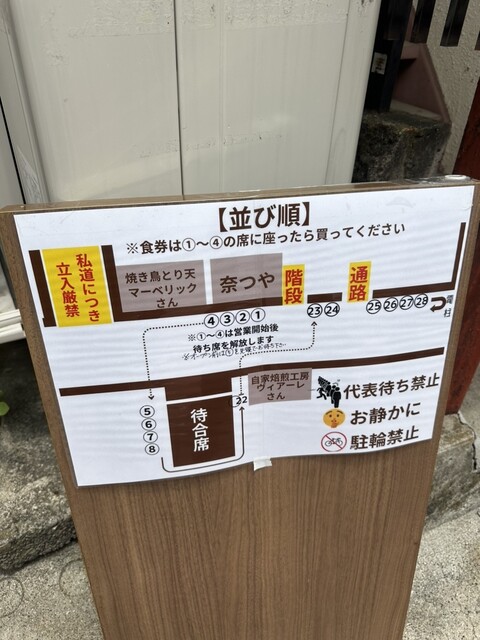 【並び順】
※食券は①～④の席に座ったら買ってください
私道につき
立入厳禁
焼き鳥とり天
マーベリック
さん
奈つや
階段
通路
④③②①
㉓㉔
㉕㉖㉗㉘
電柱
※①～④は営業開始後
待ち席を解放します
⑤
⑥
⑦
⑧
待合席
㉒
自家焙煎工房
ヴィアーレ
さん
代表待ち禁止
お静かに
駐輪禁止